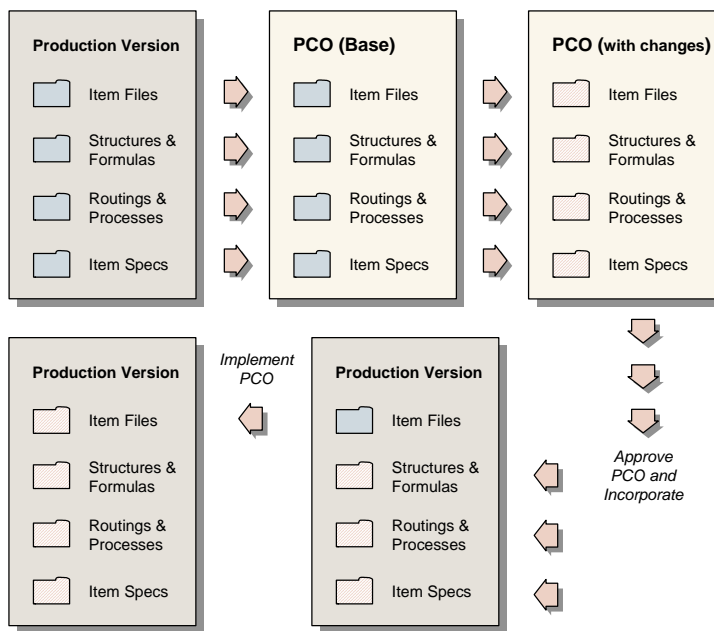 Production Version
Item Files
Structures &
Formulas
Routings &
Processes
Item Specs
PCO (Base)
Item Files
Structures &
Formulas
Routings &
Processes
Item Specs
PCO (with changes)
Item Files
Structures &
Formulas
Routings &
Processes
Item Specs
Approve
PCO and
Incorporate
Production Version
Item Files
Structures &
Formulas
Routings &
Processes
Item Specs
Implement
PCO
Production Version
Item Files
Structures &
Formulas
Routings &
Processes
Item Specs